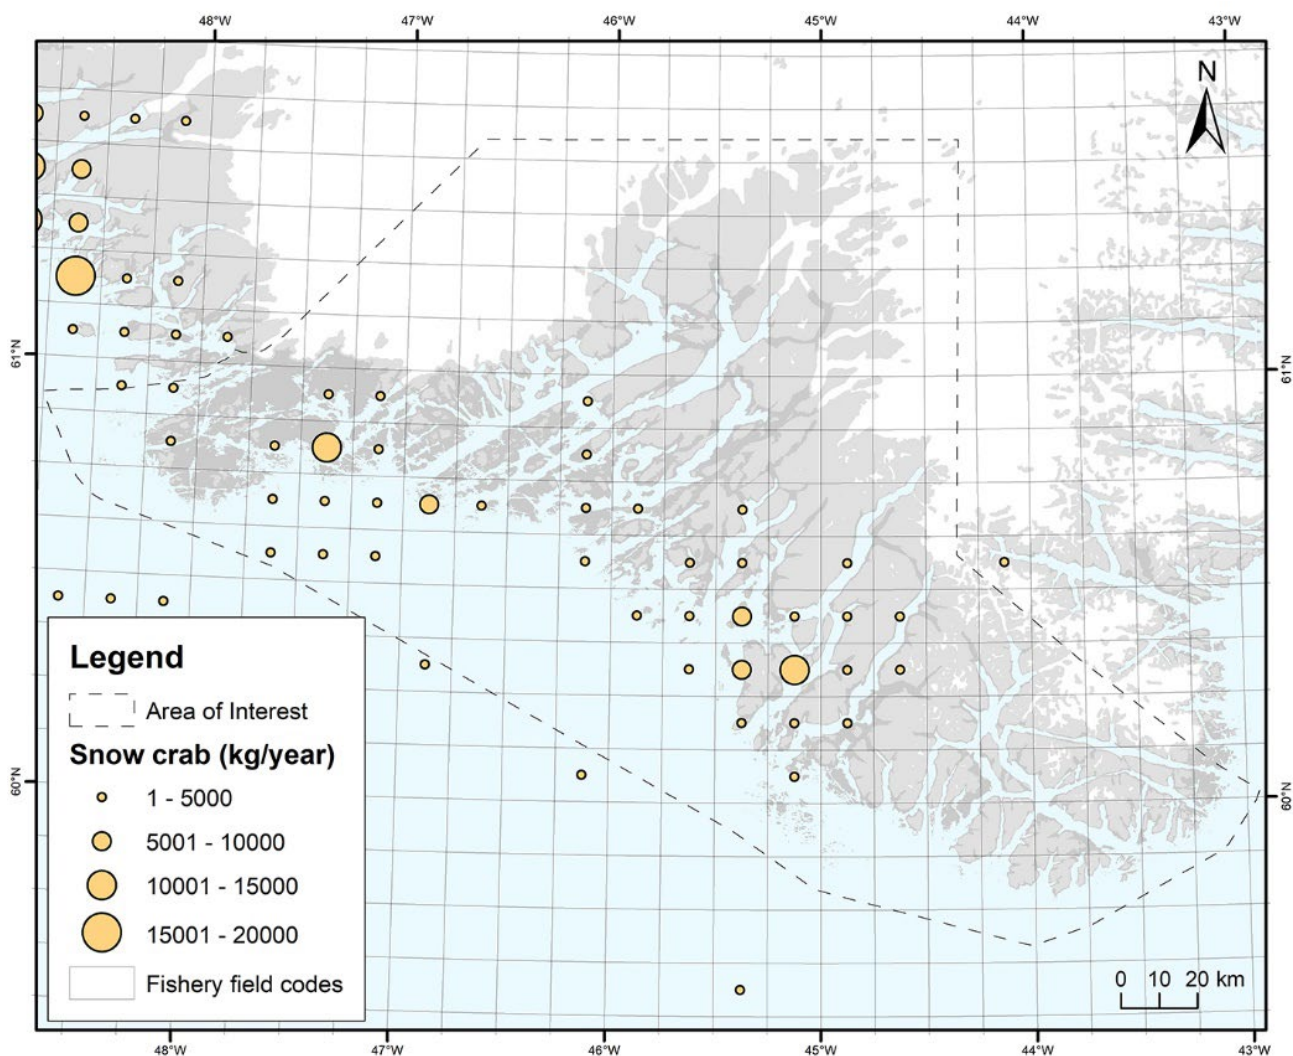 48°W 47°W 46°W 45°W 44°W 43°W
N
61°N 61°N
Legend
Area of Interest
Snow crab (kg/year)
1 - 5000
5001 - 10000
10001 - 15000
15001 - 20000
Fishery field codes
60°N 60°N
0 10 20 km
48°W 47°W 46°W 45°W 44°W 43°W